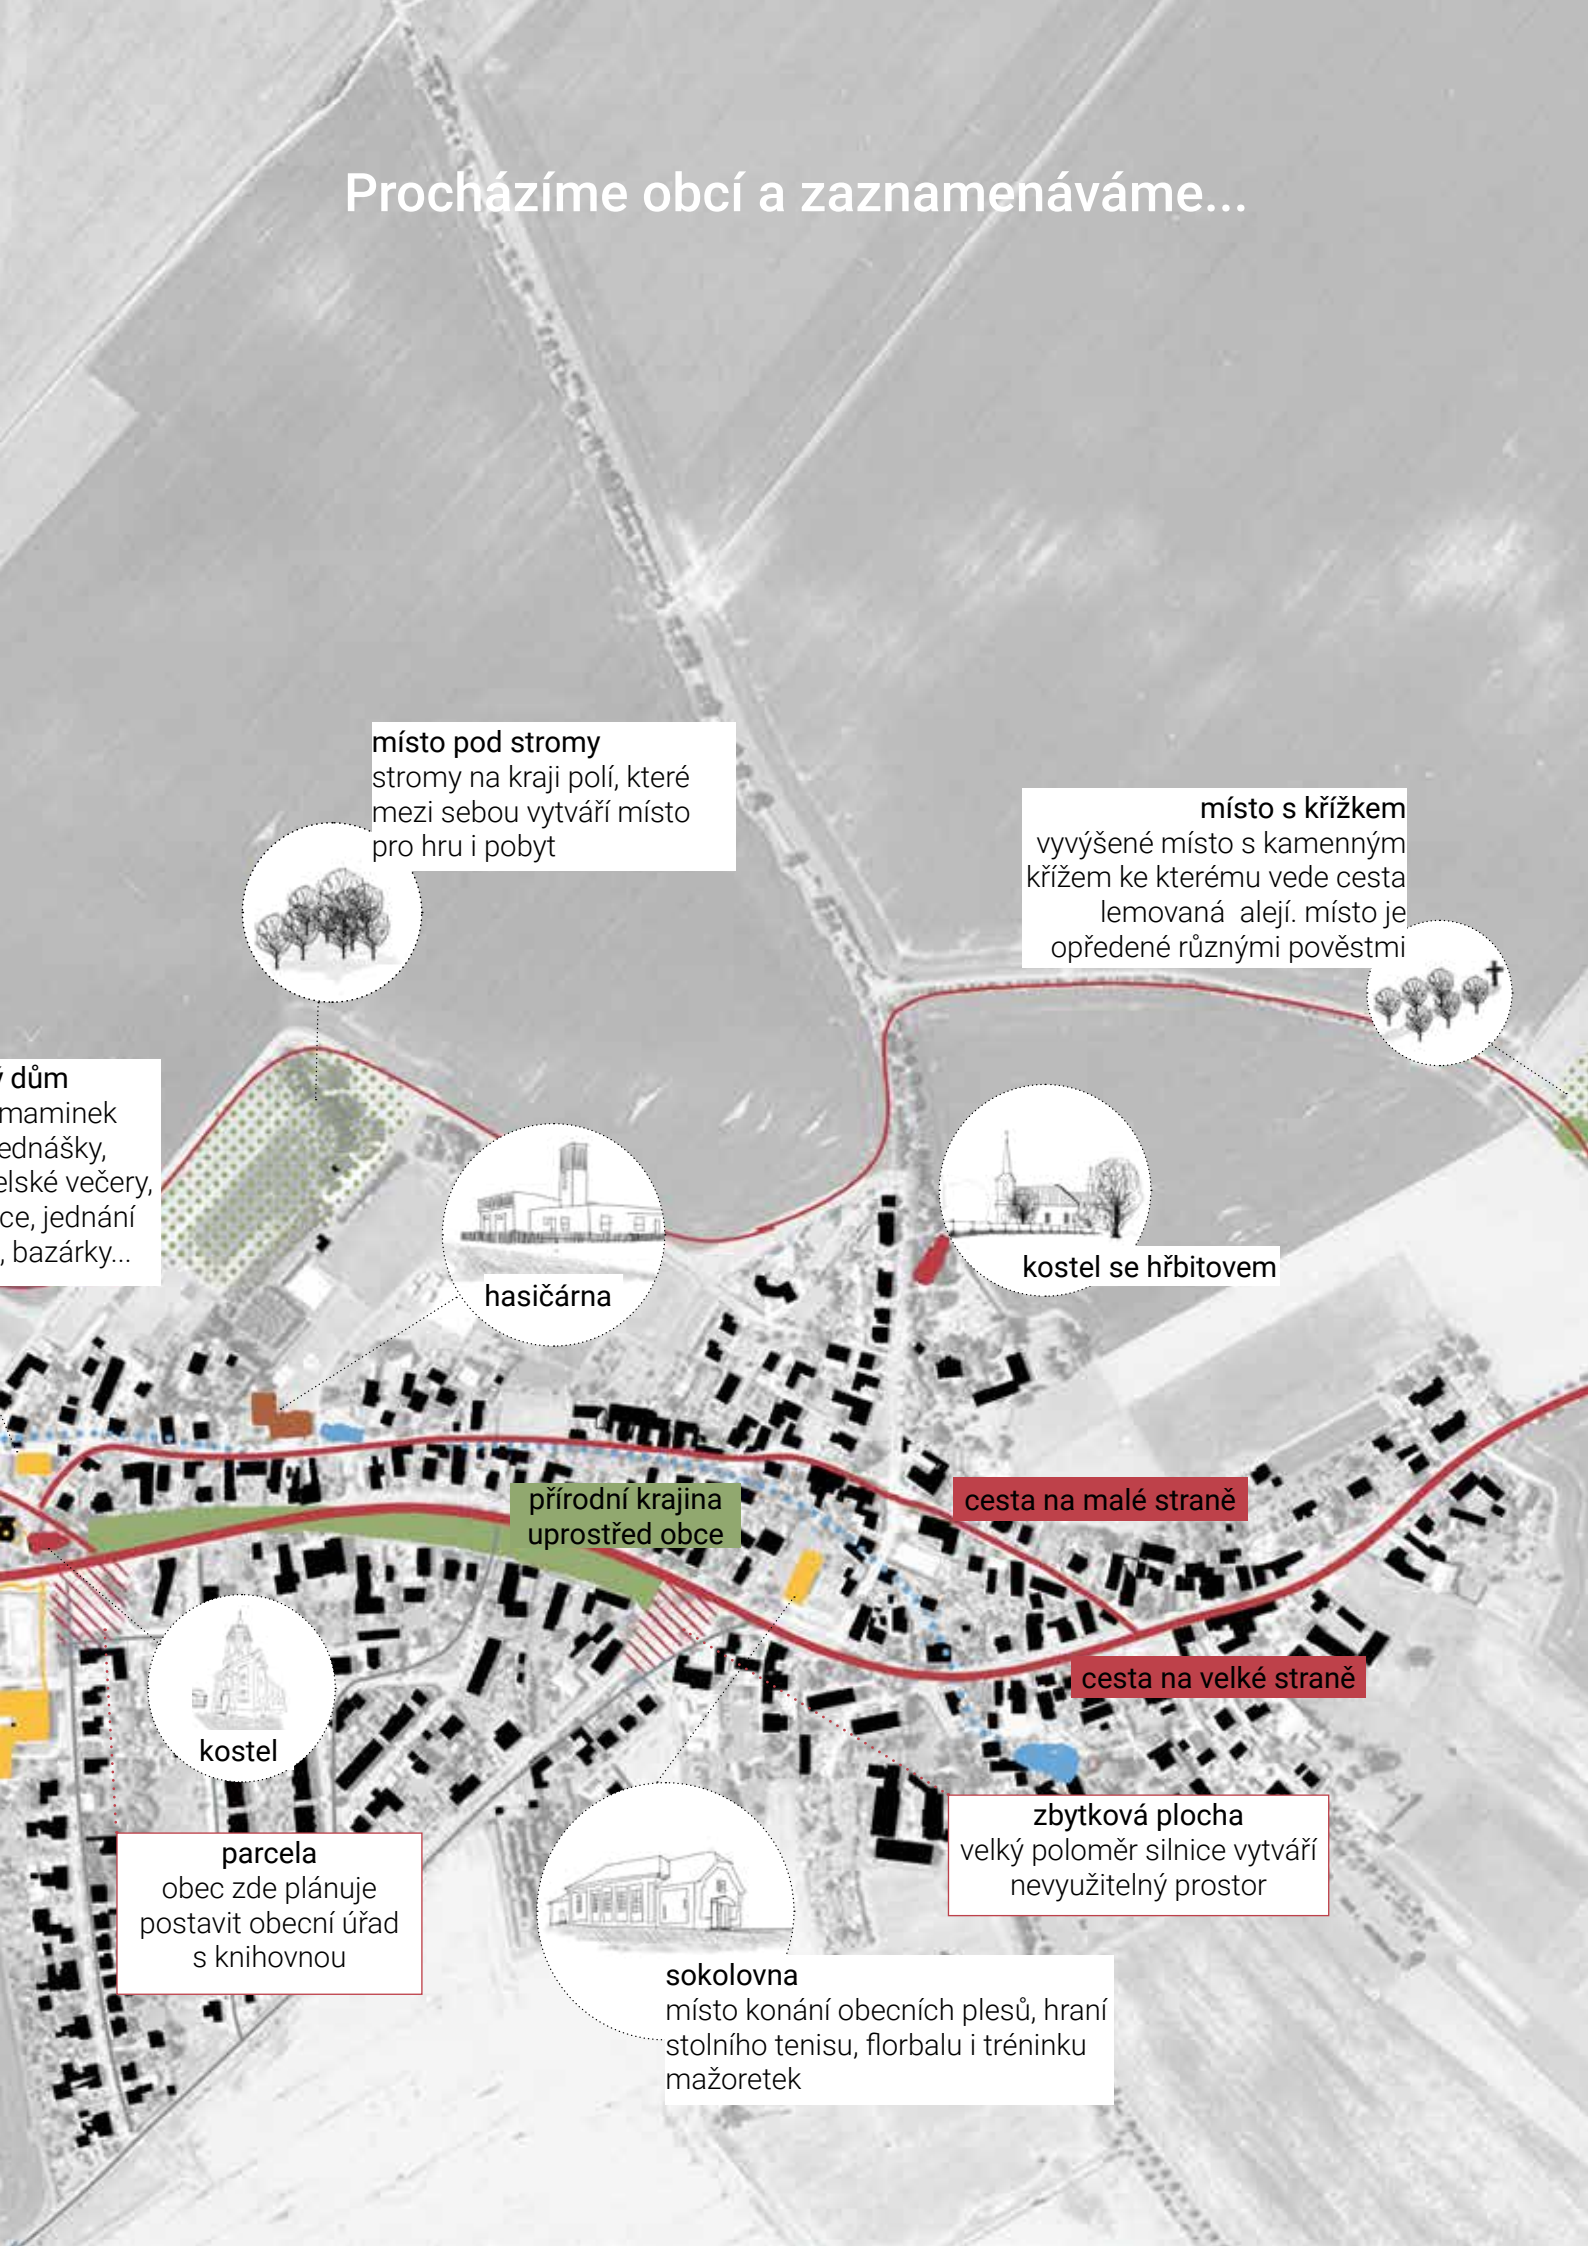 Procházíme obcí a zaznamenáváme...
místo pod stromy
stromy na kraji polí, které
mezi sebou vytváří místo
pro hru i pobyt
místo s křížkem
vyvýšené místo s kamenným
křížem ke kterému vede cesta
lemovaná alejí. místo je
opředené různými pověstmi
ý dům
maminek
ednášky,
elské večery,
ce, jednání
, bazárky...
hasičárna
kostel se hřbitovem
přírodní krajina
uprostřed obce
cesta na malé straně
cesta na velké straně
kostel
zbytková plocha
velký poloměr silnice vytváří
nevyužitelný prostor
parcela
obec zde plánuje
postavit obecní úřad
s knihovnou
sokolovna
místo konání obecních plesů, hraní
stolního tenisu, florbalu i tréninku
mažoretek